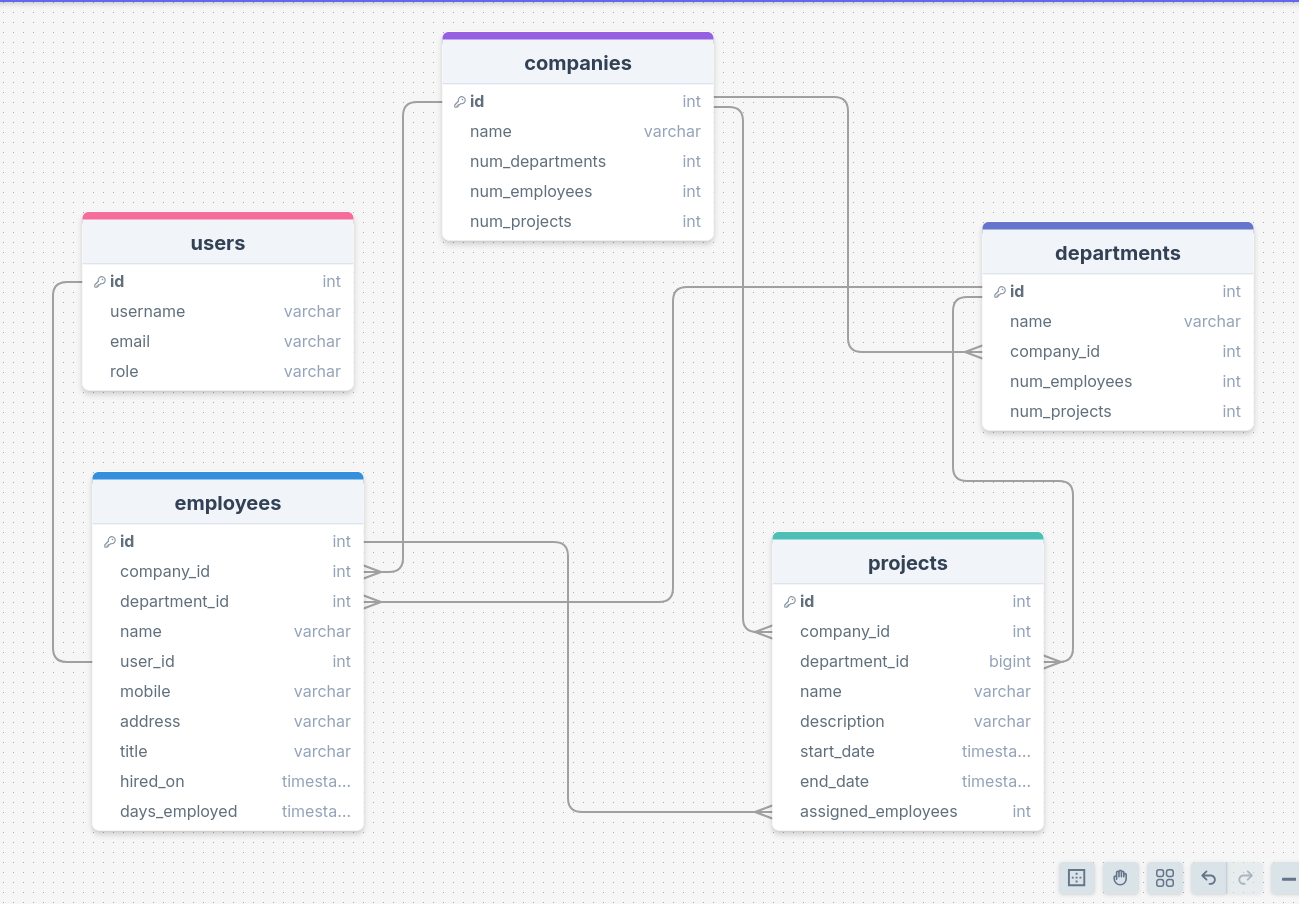 companies
id int
name varchar
num_departments int
num_employees int
num_projects int
users
id int
username varchar
email varchar
role varchar
departments
id int
name varchar
company_id int
num_employees int
num_projects int
employees
id int
company_id int
department_id int
name varchar
user_id int
mobile varchar
address varchar
title varchar
hired_on timesta...
days_employed timesta...
projects
id int
company_id int
department_id bigint
name varchar
description varchar
start_date timesta...
end_date timesta...
assigned_employees int